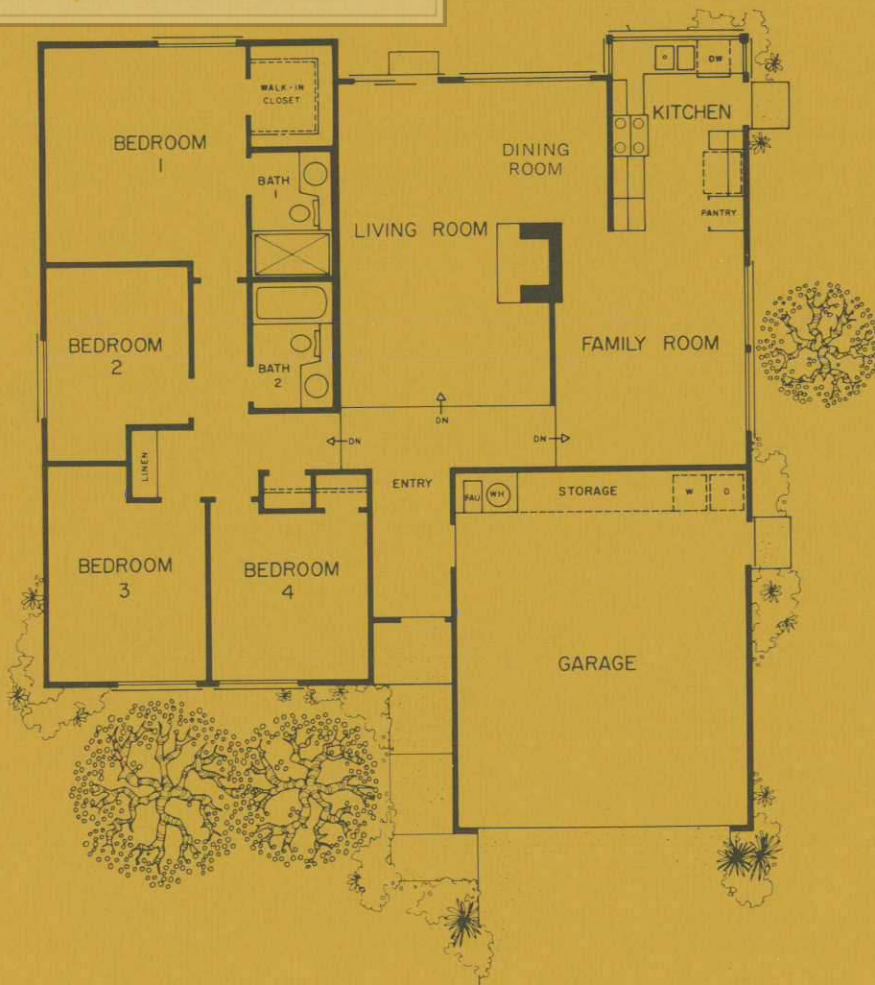 DW
WALK-IN
CLOSET
KITCHEN
BEDROOM
1
DINING
ROOM
BATH
1
PANTRY
LIVING ROOM
BEDROOM
2
FAMILY ROOM
BATH
2
DN
DN
DN
LINEN
ENTRY
FAU
WH
STORAGE
W
D
BEDROOM
3
BEDROOM
4
GARAGE